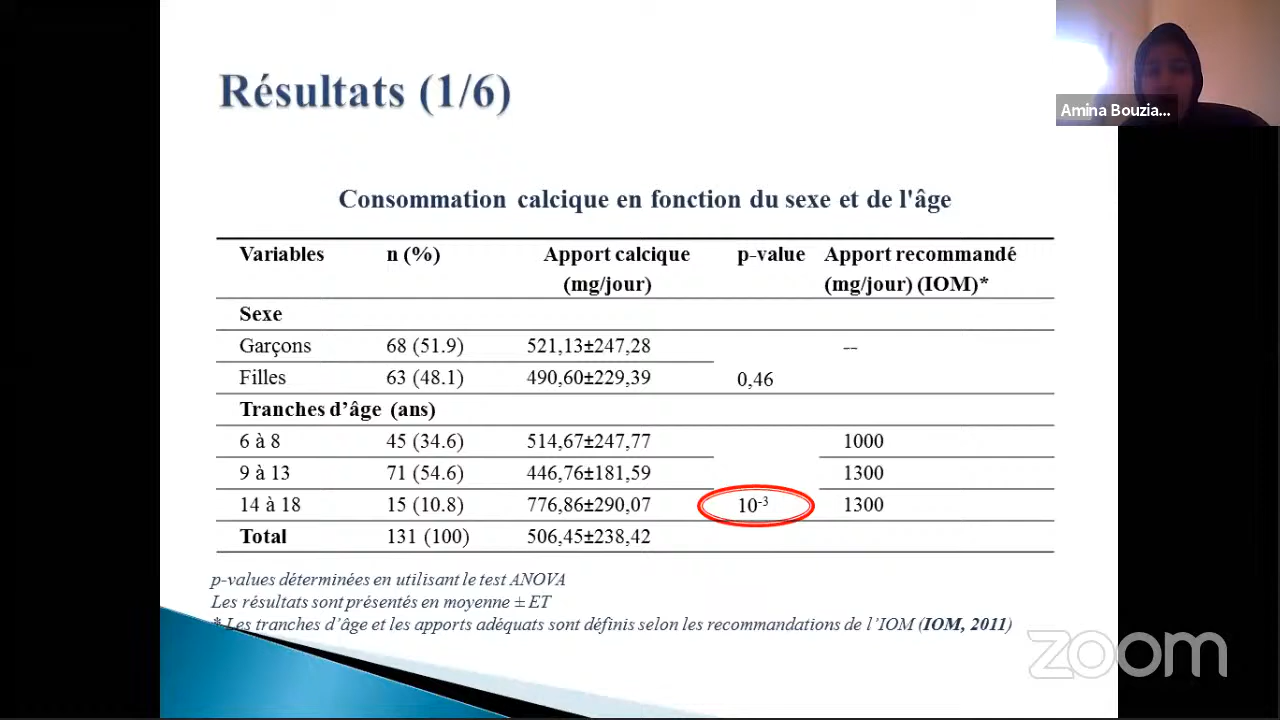 Résultats (1/6)
Amina Bouzia...
Consommation calcique en fonction du sexe et de l'âge
Variables n (%) Apport calcique (mg/jour) p-value Apport recommandé (mg/jour) (IOM)*
Sexe
Garçons 68 (51.9) 521,13±247,28 --
Filles 63 (48.1) 490,60±229,39 0,46
Tranches d’âge (ans)
6 à 8 45 (34.6) 514,67±247,77 1000
9 à 13 71 (54.6) 446,76±181,59 1300
14 à 18 15 (10.8) 776,86±290,07 10⁻³ 1300
Total 131 (100) 506,45±238,42
p-values déterminées en utilisant le test ANOVA
Les résultats sont présentés en moyenne ± ET
* Les tranches d’âge et les apports adéquats sont définis selon les recommandations de l’IOM (IOM, 2011)
zoom